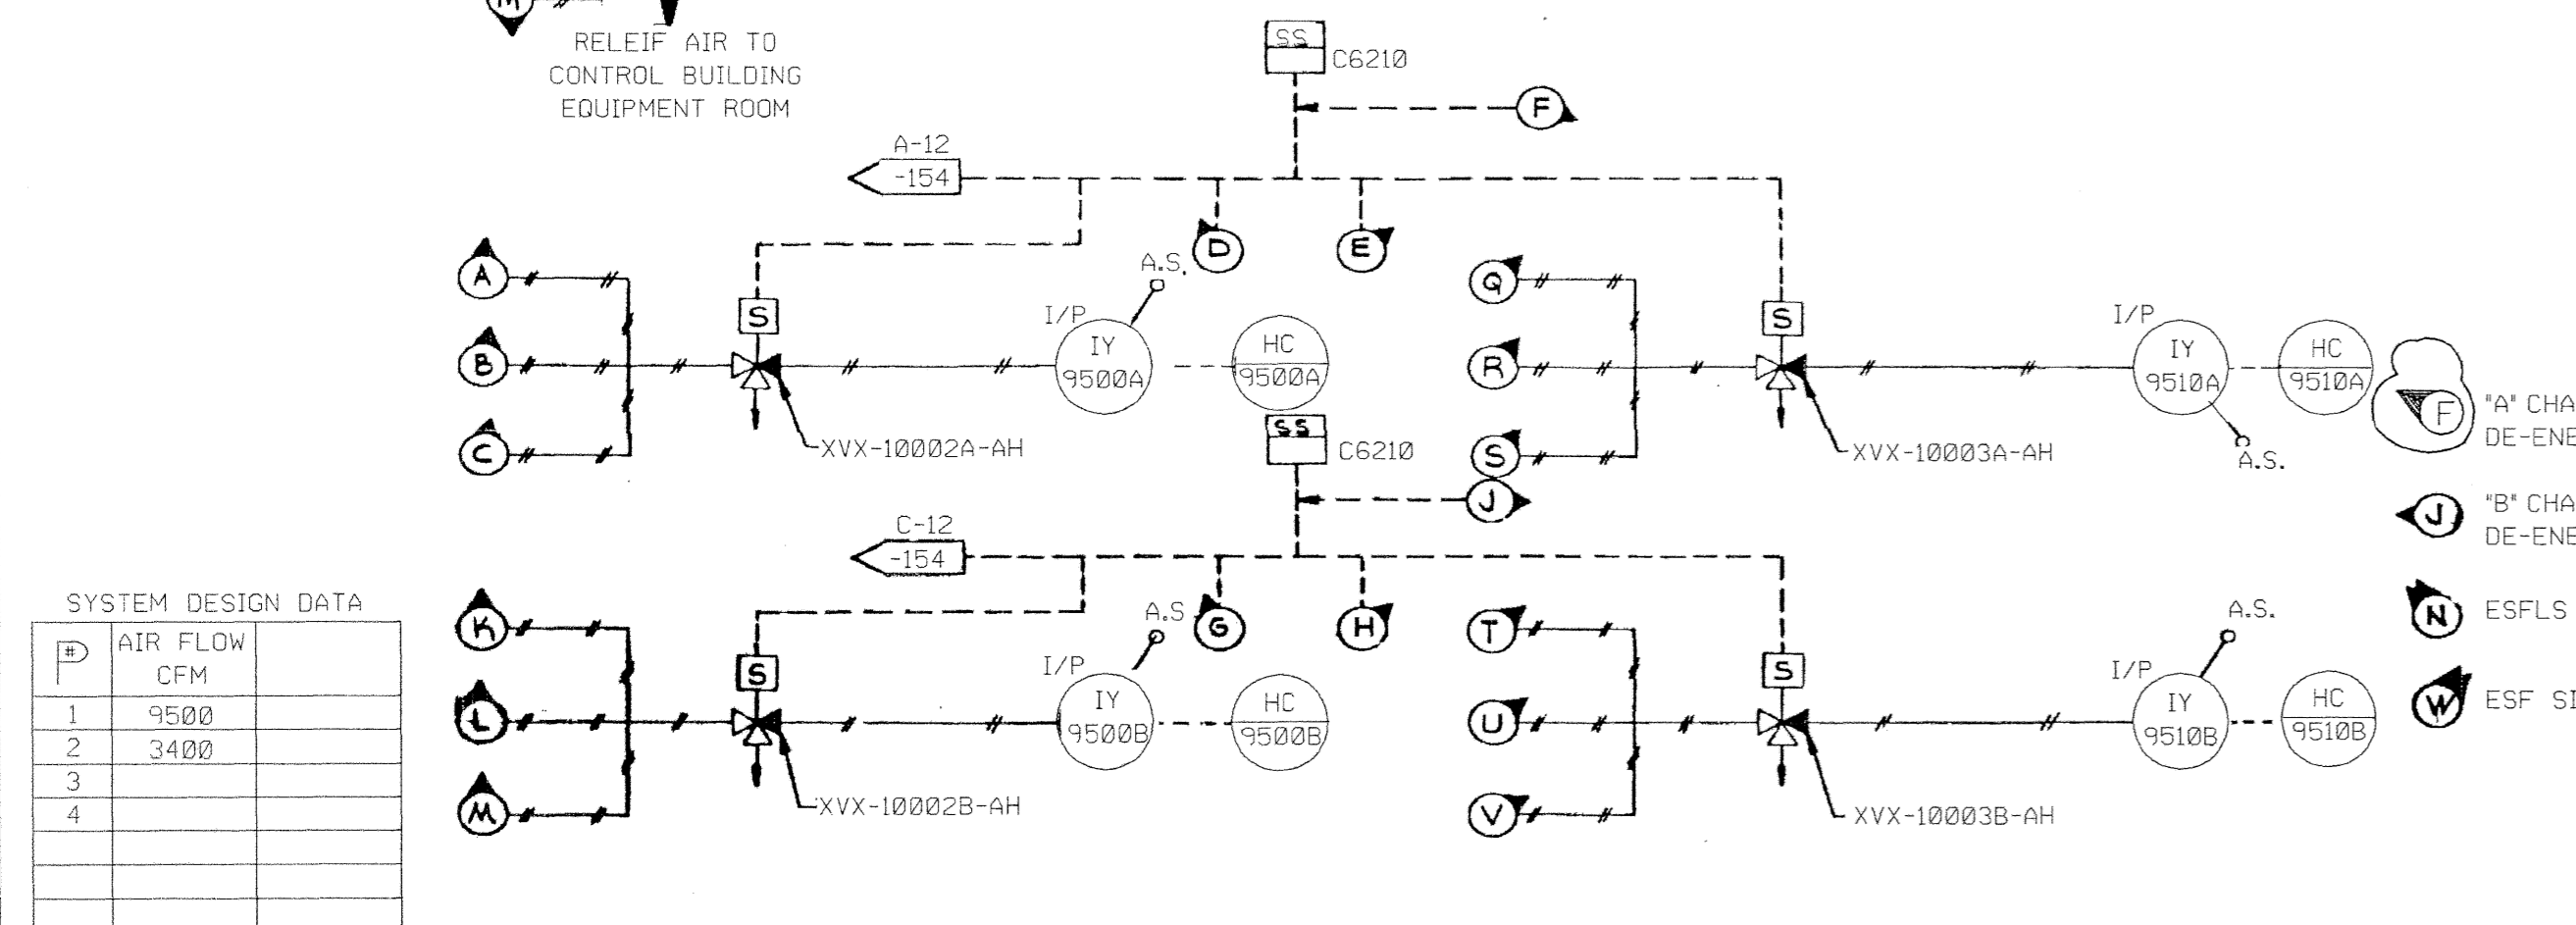 M
RELEIF AIR TO
CONTROL BUILDING
EQUIPMENT ROOM
SS
C6210
F
A-12
-154
D
E
A
B
C
S
A.S.
I/P
IY
9500A
HC
9500A
XVX-10002A-AH
Q
R
S
S
I/P
IY
9510A
HC
9510A
A.S.
XVX-10003A-AH
F
"A" CHA
DE-ENE
SS
C6210
J
C-12
-154
G
H
J
"B" CHA
DE-ENE
N
ESFLS
W
ESF SI
K
L
M
S
A.S
I/P
IY
9500B
HC
9500B
XVX-10002B-AH
T
U
V
S
A.S.
I/P
IY
9510B
HC
9510B
XVX-10003B-AH
SYSTEM DESIGN DATA
# AIR FLOW
CFM
1 9500
2 3400
3
4